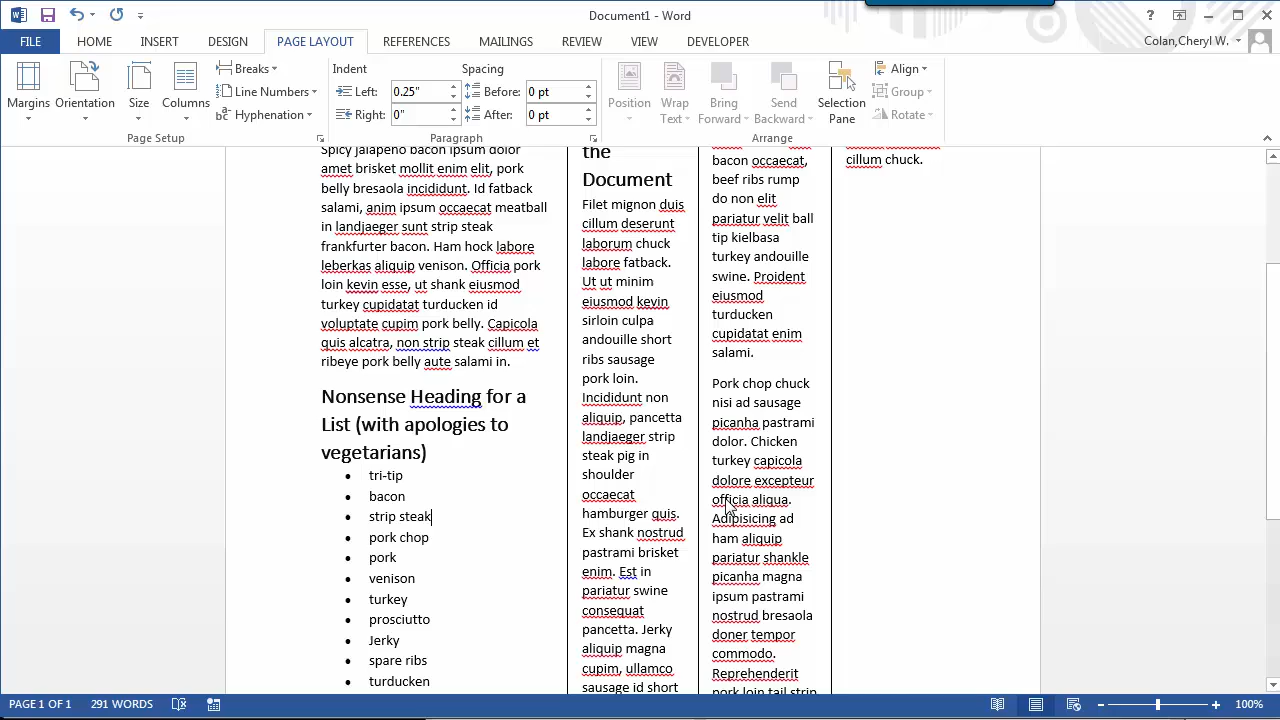 Document1 - Word
?
FILE HOME INSERT DESIGN PAGE LAYOUT REFERENCES MAILINGS REVIEW VIEW DEVELOPER
Colan,Cheryl W.
Margins Orientation Size Columns
Breaks
Line Numbers
Hyphenation
Page Setup
Indent Spacing
Left: 0.25" Before: 0 pt
Right: 0" After: 0 pt
Paragraph
Position Wrap Text Bring Forward Send Backward Selection Pane
Align
Group
Rotate
Arrange
Spicy jalapeno bacon ipsum dolor
amet brisket mollit enim elit, pork
belly bresaola incididunt. Id fatback
salami, anim ipsum occaecat meatball
in landjaeger sunt strip steak
frankfurter bacon. Ham hock labore
leberkas aliquip venison. Officia pork
loin kevin esse, ut shank eiusmod
turkey cupidatat turducken id
voluptate cupim pork belly. Capicola
quis alcatra, non strip steak cillum et
ribeye pork belly aute salami in.
Nonsense Heading for a
List (with apologies to
vegetarians)
• tri-tip
• bacon
• strip steak
• pork chop
• pork
• venison
• turkey
• prosciutto
• Jerky
• spare ribs
• turducken
the
Document
Filet mignon duis
cillum deserunt
laborum chuck
labore fatback.
Ut ut minim
eiusmod kevin
sirloin culpa
andouille short
ribs sausage
pork loin.
Incididunt non
aliquip, pancetta
landjaeger strip
steak pig in
shoulder
occaecat
hamburger quis.
Ex shank nostrud
pastrami brisket
enim. Est in
pariatur swine
consequat
pancetta. Jerky
aliquip magna
cupim, ullamco
sausage id short
bacon occaecat,
beef ribs rump
do non elit
pariatur velit ball
tip kielbasa
turkey andouille
swine. Proident
eiusmod
turducken
cupidatat enim
salami.
Pork chop chuck
nisi ad sausage
picanha pastrami
dolor. Chicken
turkey capicola
dolore excepteur
officia aliqua.
Adipisicing ad
ham aliquip
pariatur shankle
picanha magna
ipsum pastrami
nostrud bresaola
doner tempor
commodo.
Reprehenderit
pork loin tail strip
cillum chuck.
PAGE 1 OF 1 291 WORDS
100%